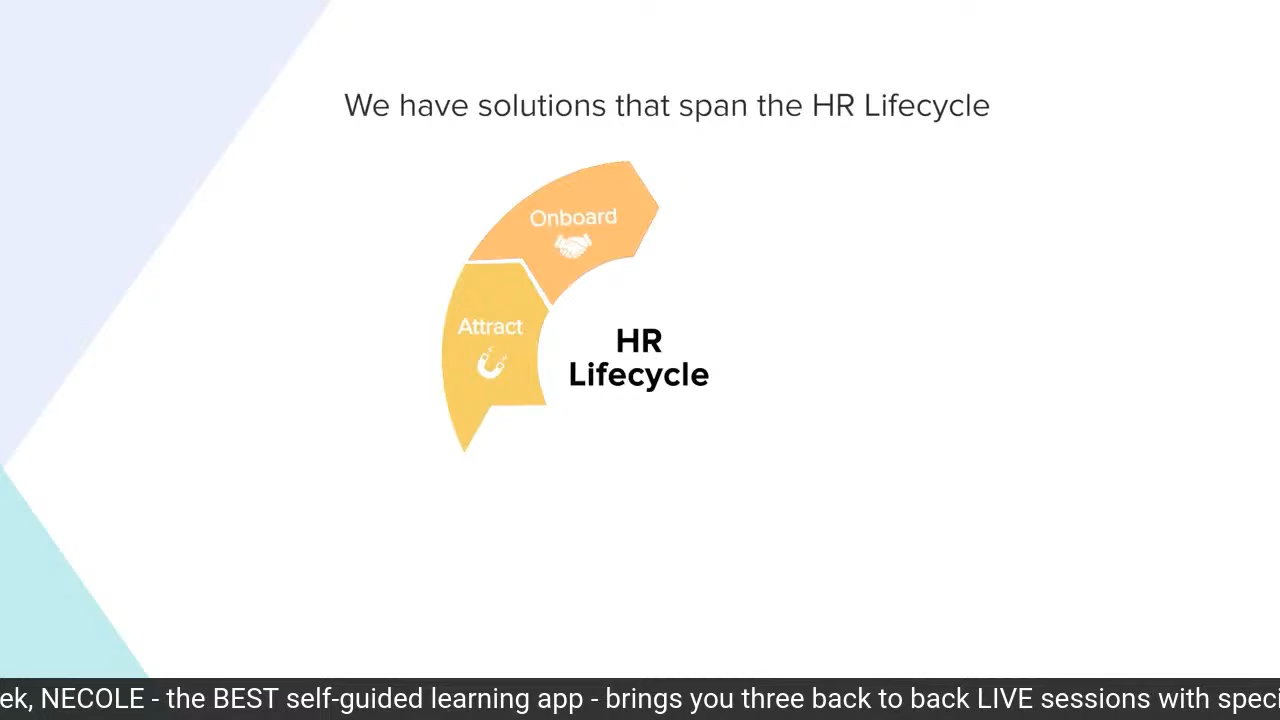 We have solutions that span the HR Lifecycle
Onboard
Attract
HR
Lifecycle
ek, NECOLE - the BEST self-guided learning app - brings you three back to back LIVE sessions with speci